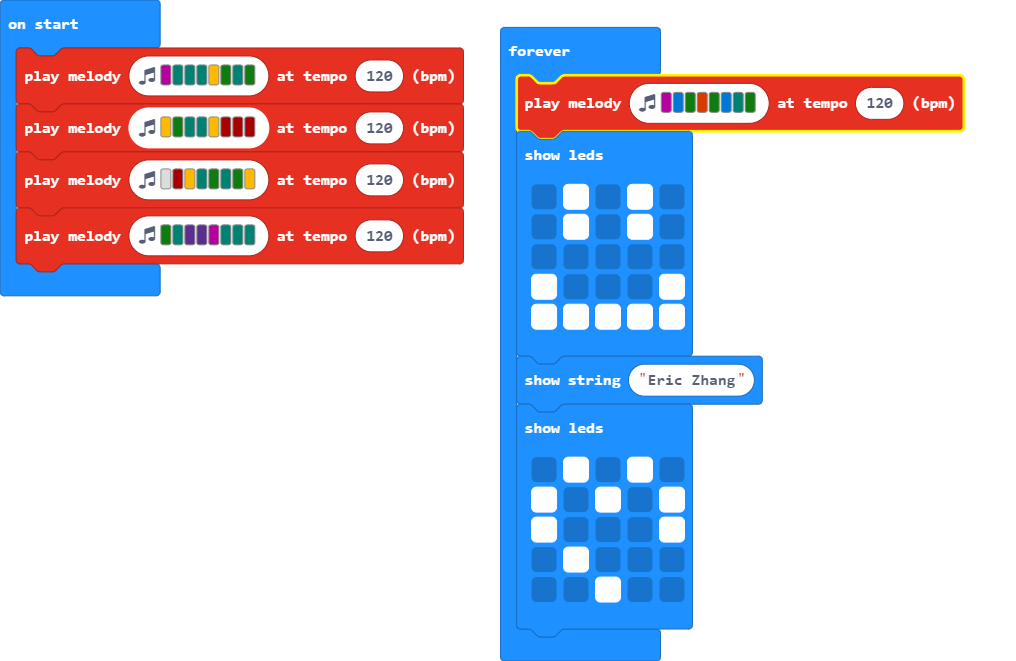 on start
play melody at tempo 120 (bpm)
play melody at tempo 120 (bpm)
play melody at tempo 120 (bpm)
play melody at tempo 120 (bpm)
forever
play melody at tempo 120 (bpm)
show leds
show string "Eric Zhang"
show leds